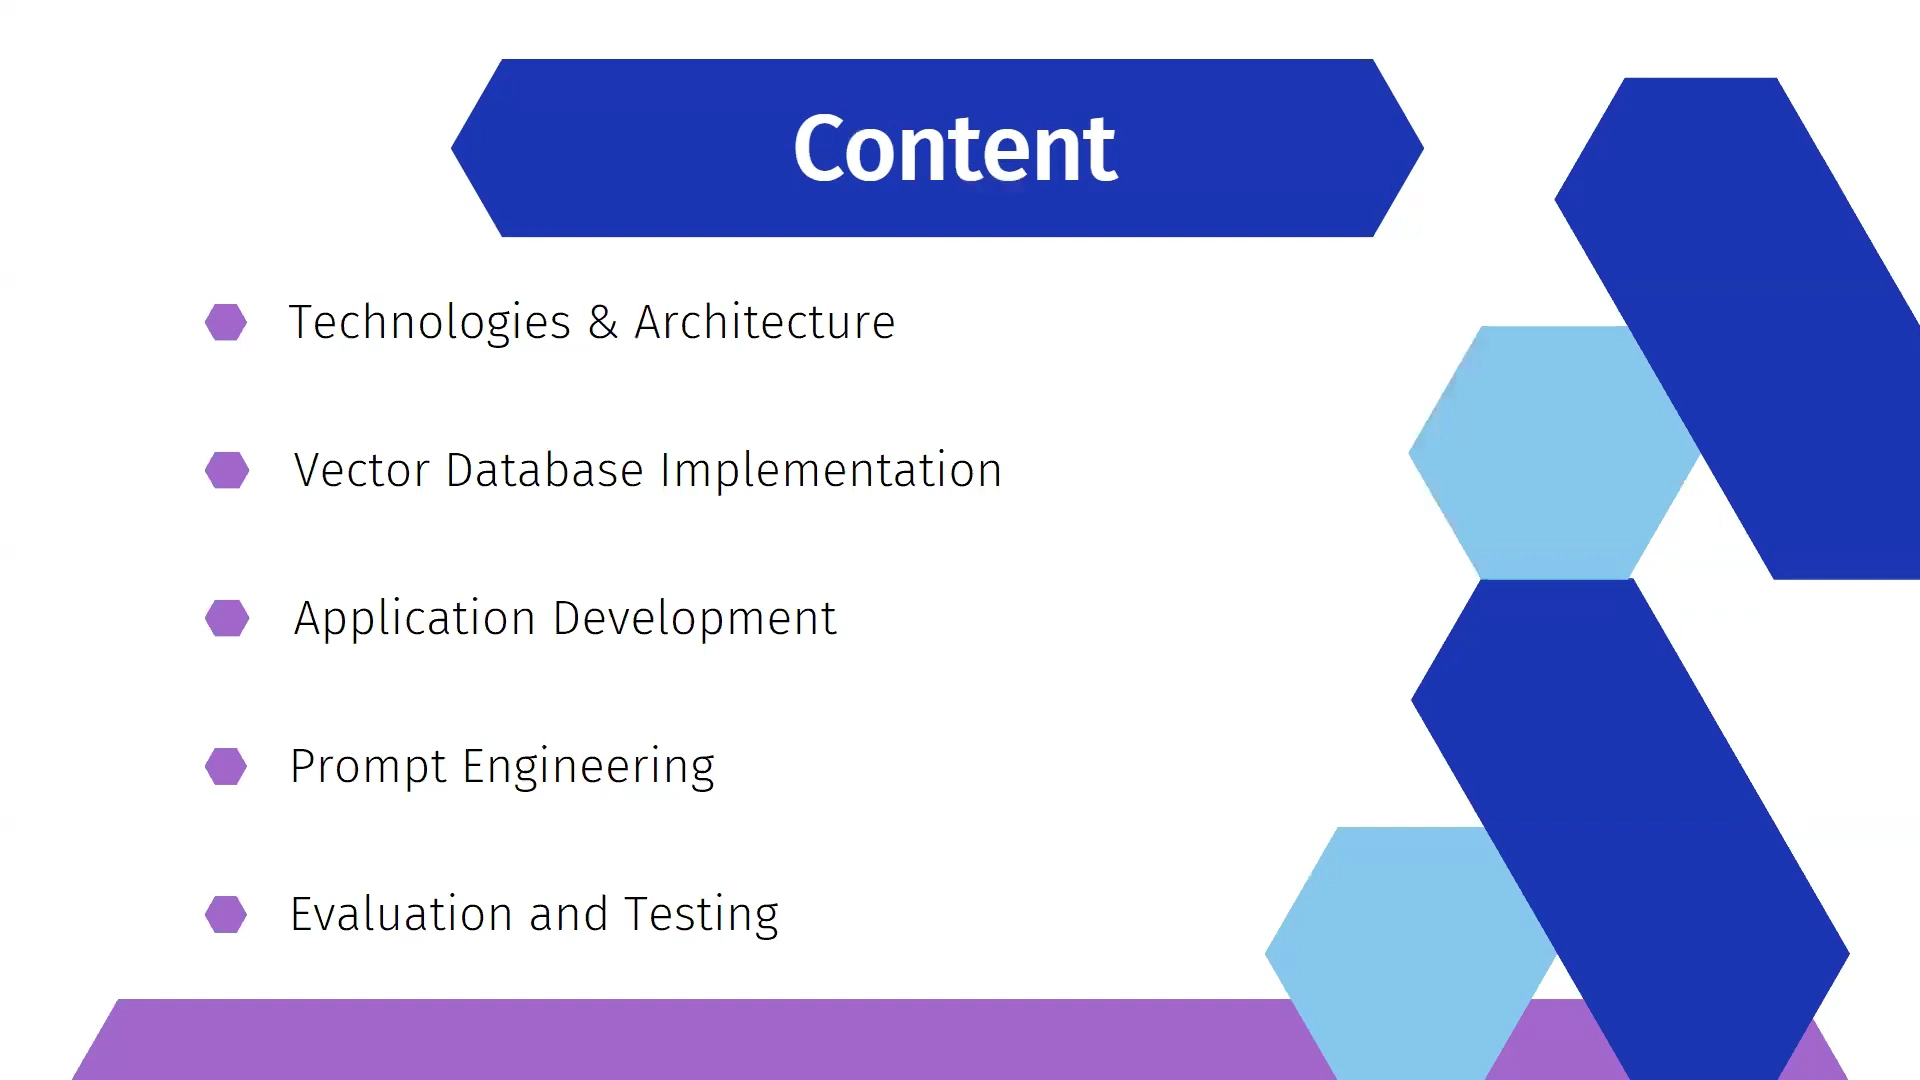 Content
Technologies & Architecture
Vector Database Implementation
Application Development
Prompt Engineering
Evaluation and Testing